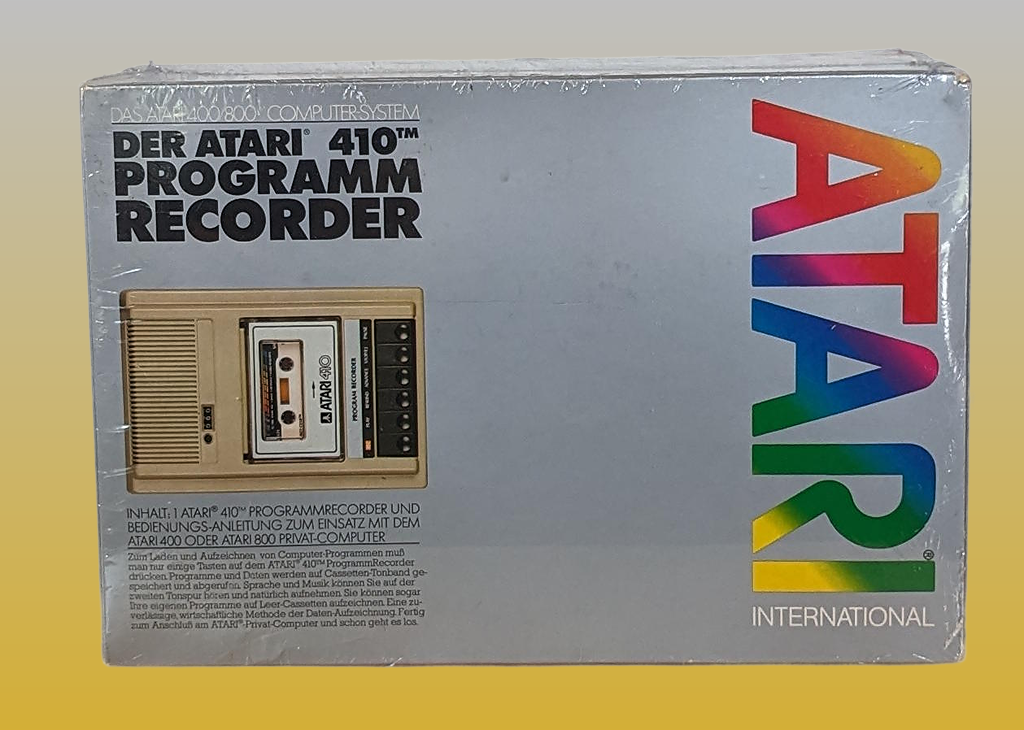 DAS ATARI 400/800™ COMPUTERSYSTEM
DER ATARI® 410™
PROGRAMM
RECORDER
ATARI 410
PROGRAM RECORDER
INHALT: 1 ATARI® 410™ PROGRAMMRECORDER UND
BEDIENUNGS-ANLEITUNG ZUM EINSATZ MIT DEM
ATARI 400 ODER ATARI 800 PRIVAT-COMPUTER
Zum Laden und Aufzeichnen von Computer-Programmen muß
man nur einige Tasten auf dem ATARI® 410™ ProgrammRecorder
drücken. Programme und Daten werden auf Cassetten-Tonband ge-
speichert und abgerufen. Sprache und Musik können Sie auf der
zweiten Tonspur hören und natürlich aufnehmen. Sie können sogar
Ihre eigenen Programme auf Leer-Cassetten aufzeichnen. Eine zu-
verlässige, wirtschaftliche Methode der Daten-Aufzeichnung. Fertig
zum Anschluß am ATARI®-Privat-Computer und schon geht es los.
ATARI®
INTERNATIONAL